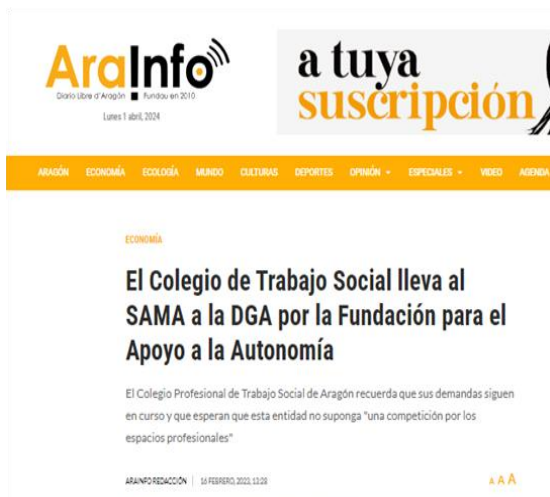 AraInfo
Diario Libre d'Aragón Fundau en 2010
Lunes 1 abril, 2024
a tuya
suscripción
ARAGÓN ECONOMÍA ECOLOGÍA MUNDO CULTURAS DEPORTES OPINIÓN ESPECIALES VIDEO AGENDA
ECONOMÍA
El Colegio de Trabajo Social lleva al
SAMA a la DGA por la Fundación para el
Apoyo a la Autonomía
El Colegio Profesional de Trabajo Social de Aragón recuerda que sus demandas siguen
en curso y que esperan que esta entidad no suponga "una competición por los
espacios profesionales"
ARAINFO REDACCIÓN | 16 FEBRERO, 2023, 13:28
A A A